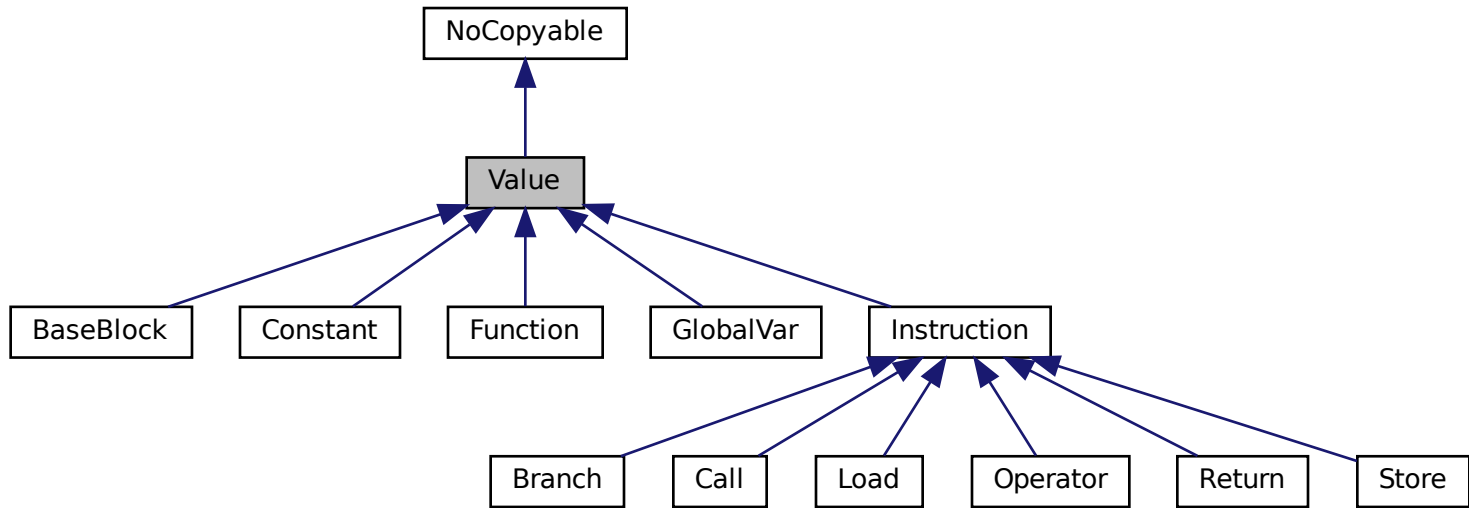 NoCopyable
Value
BaseBlock
Constant
Function
GlobalVar
Instruction
Branch
Call
Load
Operator
Return
Store